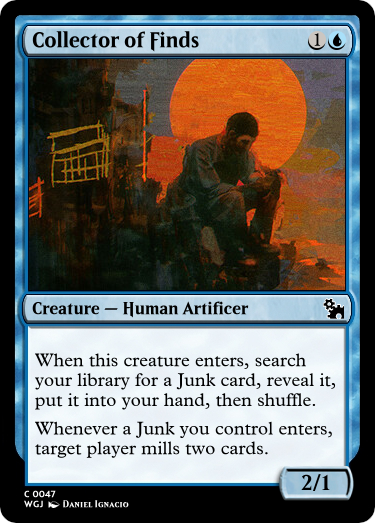 Collector of Finds 1
Creature — Human Artificer
When this creature enters, search
your library for a Junk card, reveal it,
put it into your hand, then shuffle.
Whenever a Junk you control enters,
target player mills two cards.
2/1
C 0047
WGJ Daniel Ignacio